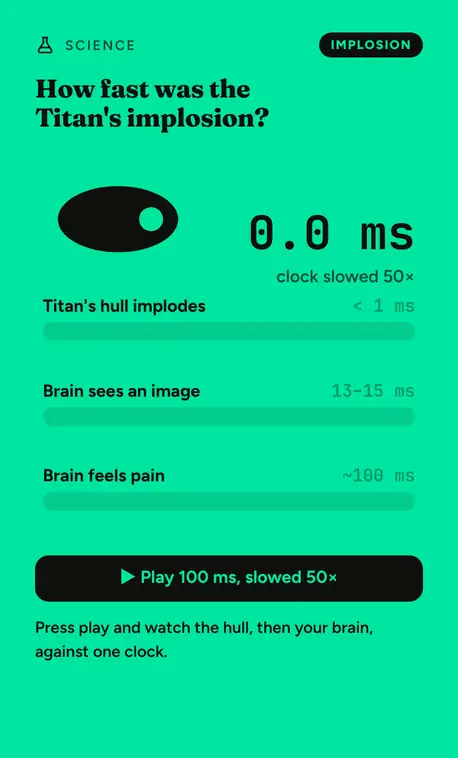 SCIENCE
IMPLOSION
How fast was the
Titan's implosion?
0.0 ms
clock slowed 50×
Titan's hull implodes
< 1 ms
Brain sees an image
13–15 ms
Brain feels pain
~100 ms
▶ Play 100 ms, slowed 50×
Press play and watch the hull, then your brain,
against one clock.